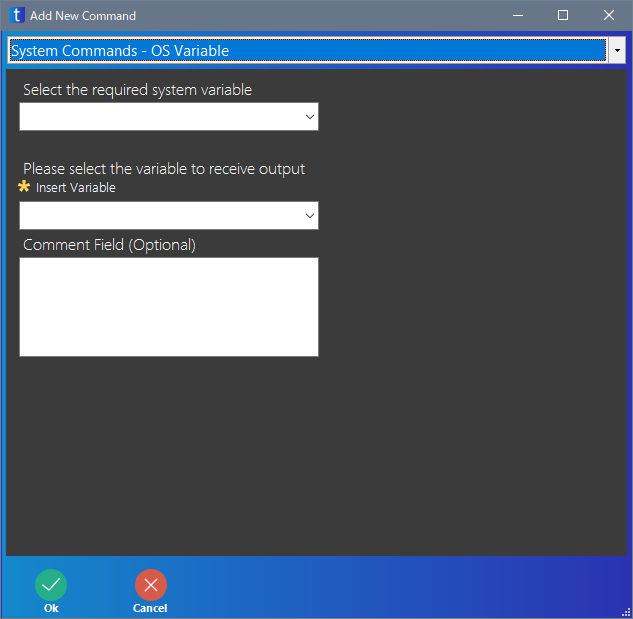 t Add New Command
System Commands - OS Variable
Select the required system variable
Please select the variable to receive output
Insert Variable
Comment Field (Optional)
Ok Cancel